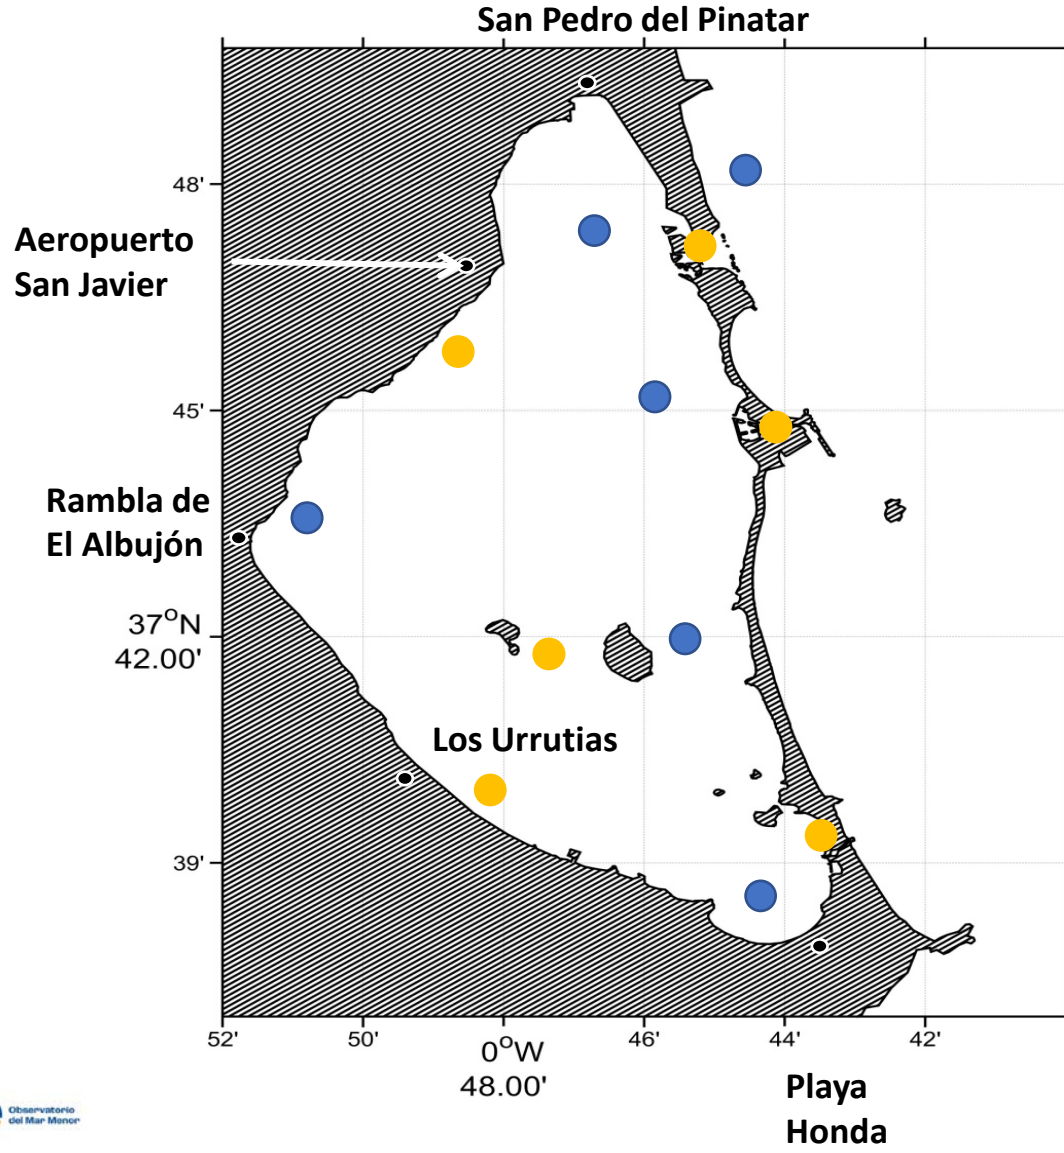 San Pedro del Pinatar
48'
Aeropuerto
San Javier
45'
Rambla de
El Albujón
37°N
42.00'
Los Urrutias
39'
52'
50'
0°W
48.00'
46'
44'
42'
Playa
Honda
Observatorio
del Mar Menor